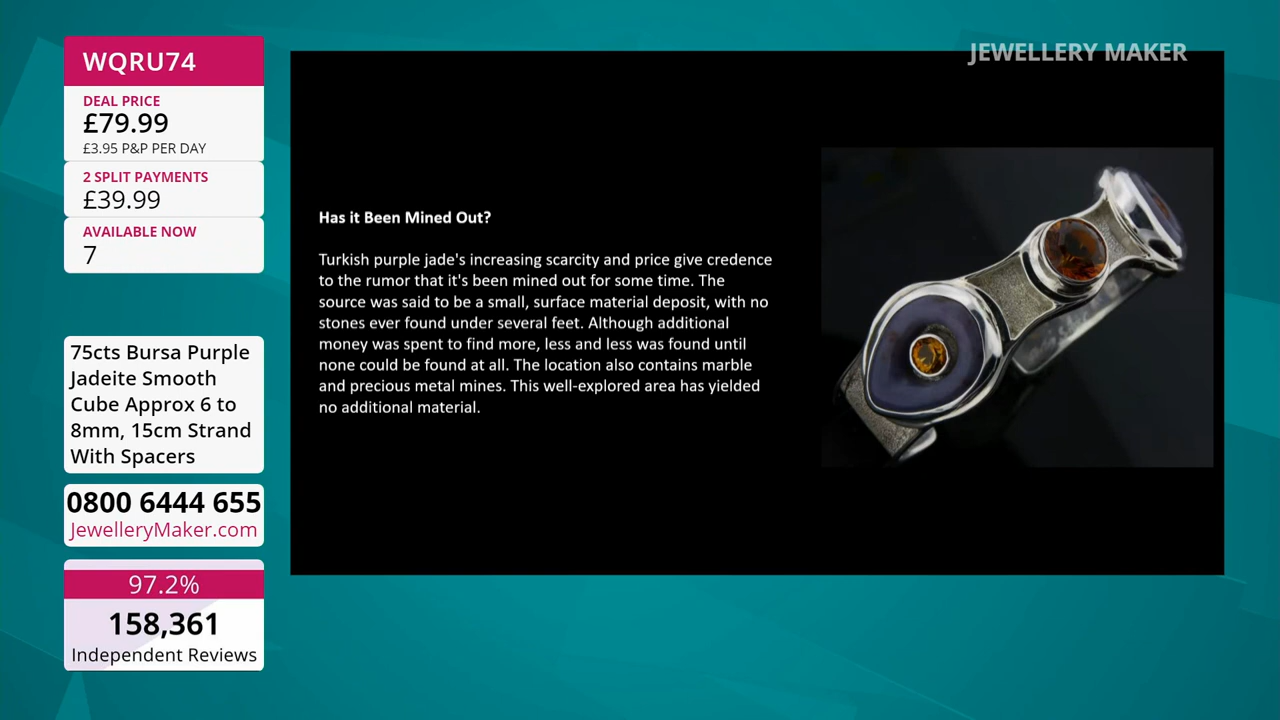 WQRU74
DEAL PRICE
£79.99
£3.95 P&P PER DAY
2 SPLIT PAYMENTS
£39.99
AVAILABLE NOW
7
75cts Bursa Purple
Jadeite Smooth
Cube Approx 6 to
8mm, 15cm Strand
With Spacers
0800 6444 655
JewelleryMaker.com
97.2%
158,361
Independent Reviews
JEWELLERY MAKER
Has it Been Mined Out?
Turkish purple jade's increasing scarcity and price give credence
to the rumor that it's been mined out for some time. The
source was said to be a small, surface material deposit, with no
stones ever found under several feet. Although additional
money was spent to find more, less and less was found until
none could be found at all. The location also contains marble
and precious metal mines. This well-explored area has yielded
no additional material.